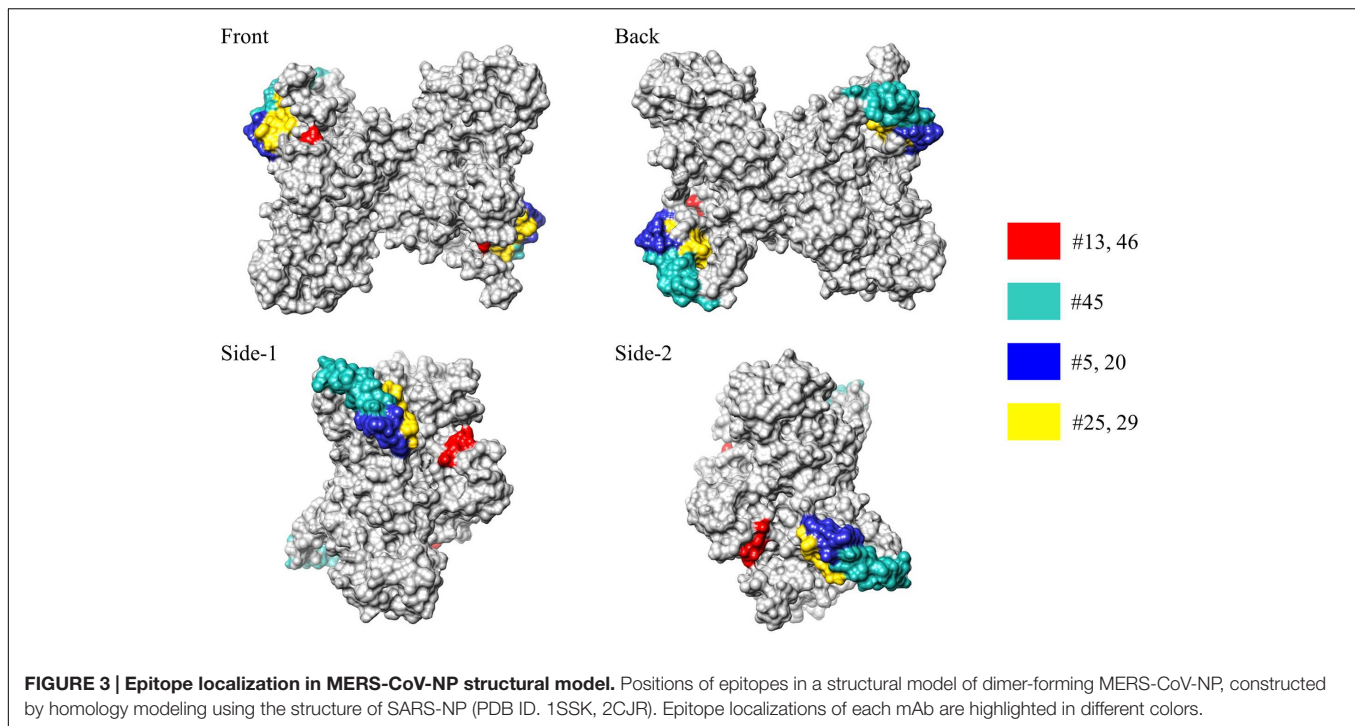 Front
Back
Side-1
Side-2
#13, 46
#45
#5, 20
#25, 29
FIGURE 3 | Epitope localization in MERS-CoV-NP structural model. Positions of epitopes in a structural model of dimer-forming MERS-CoV-NP, constructed
by homology modeling using the structure of SARS-NP (PDB ID. 1SSK, 2CJR). Epitope localizations of each mAb are highlighted in different colors.